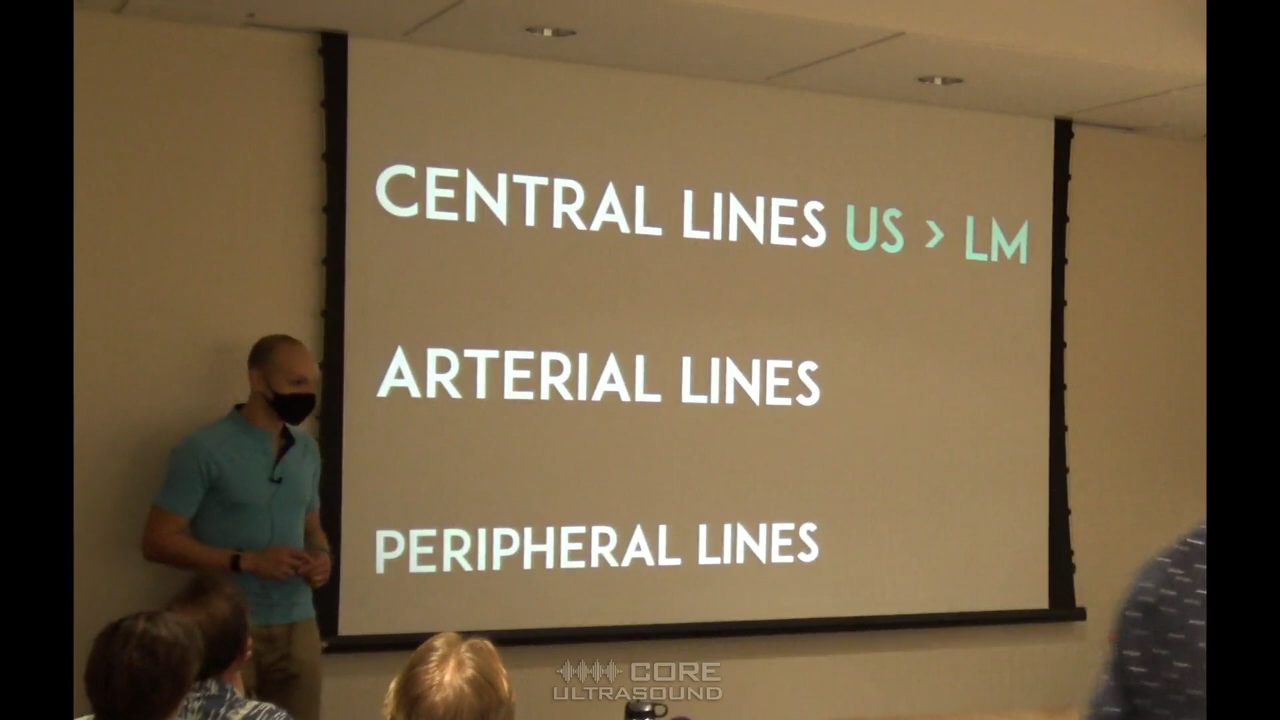 CENTRAL LINES US > LM
ARTERIAL LINES
PERIPHERAL LINES
CORE
ULTRASOUND